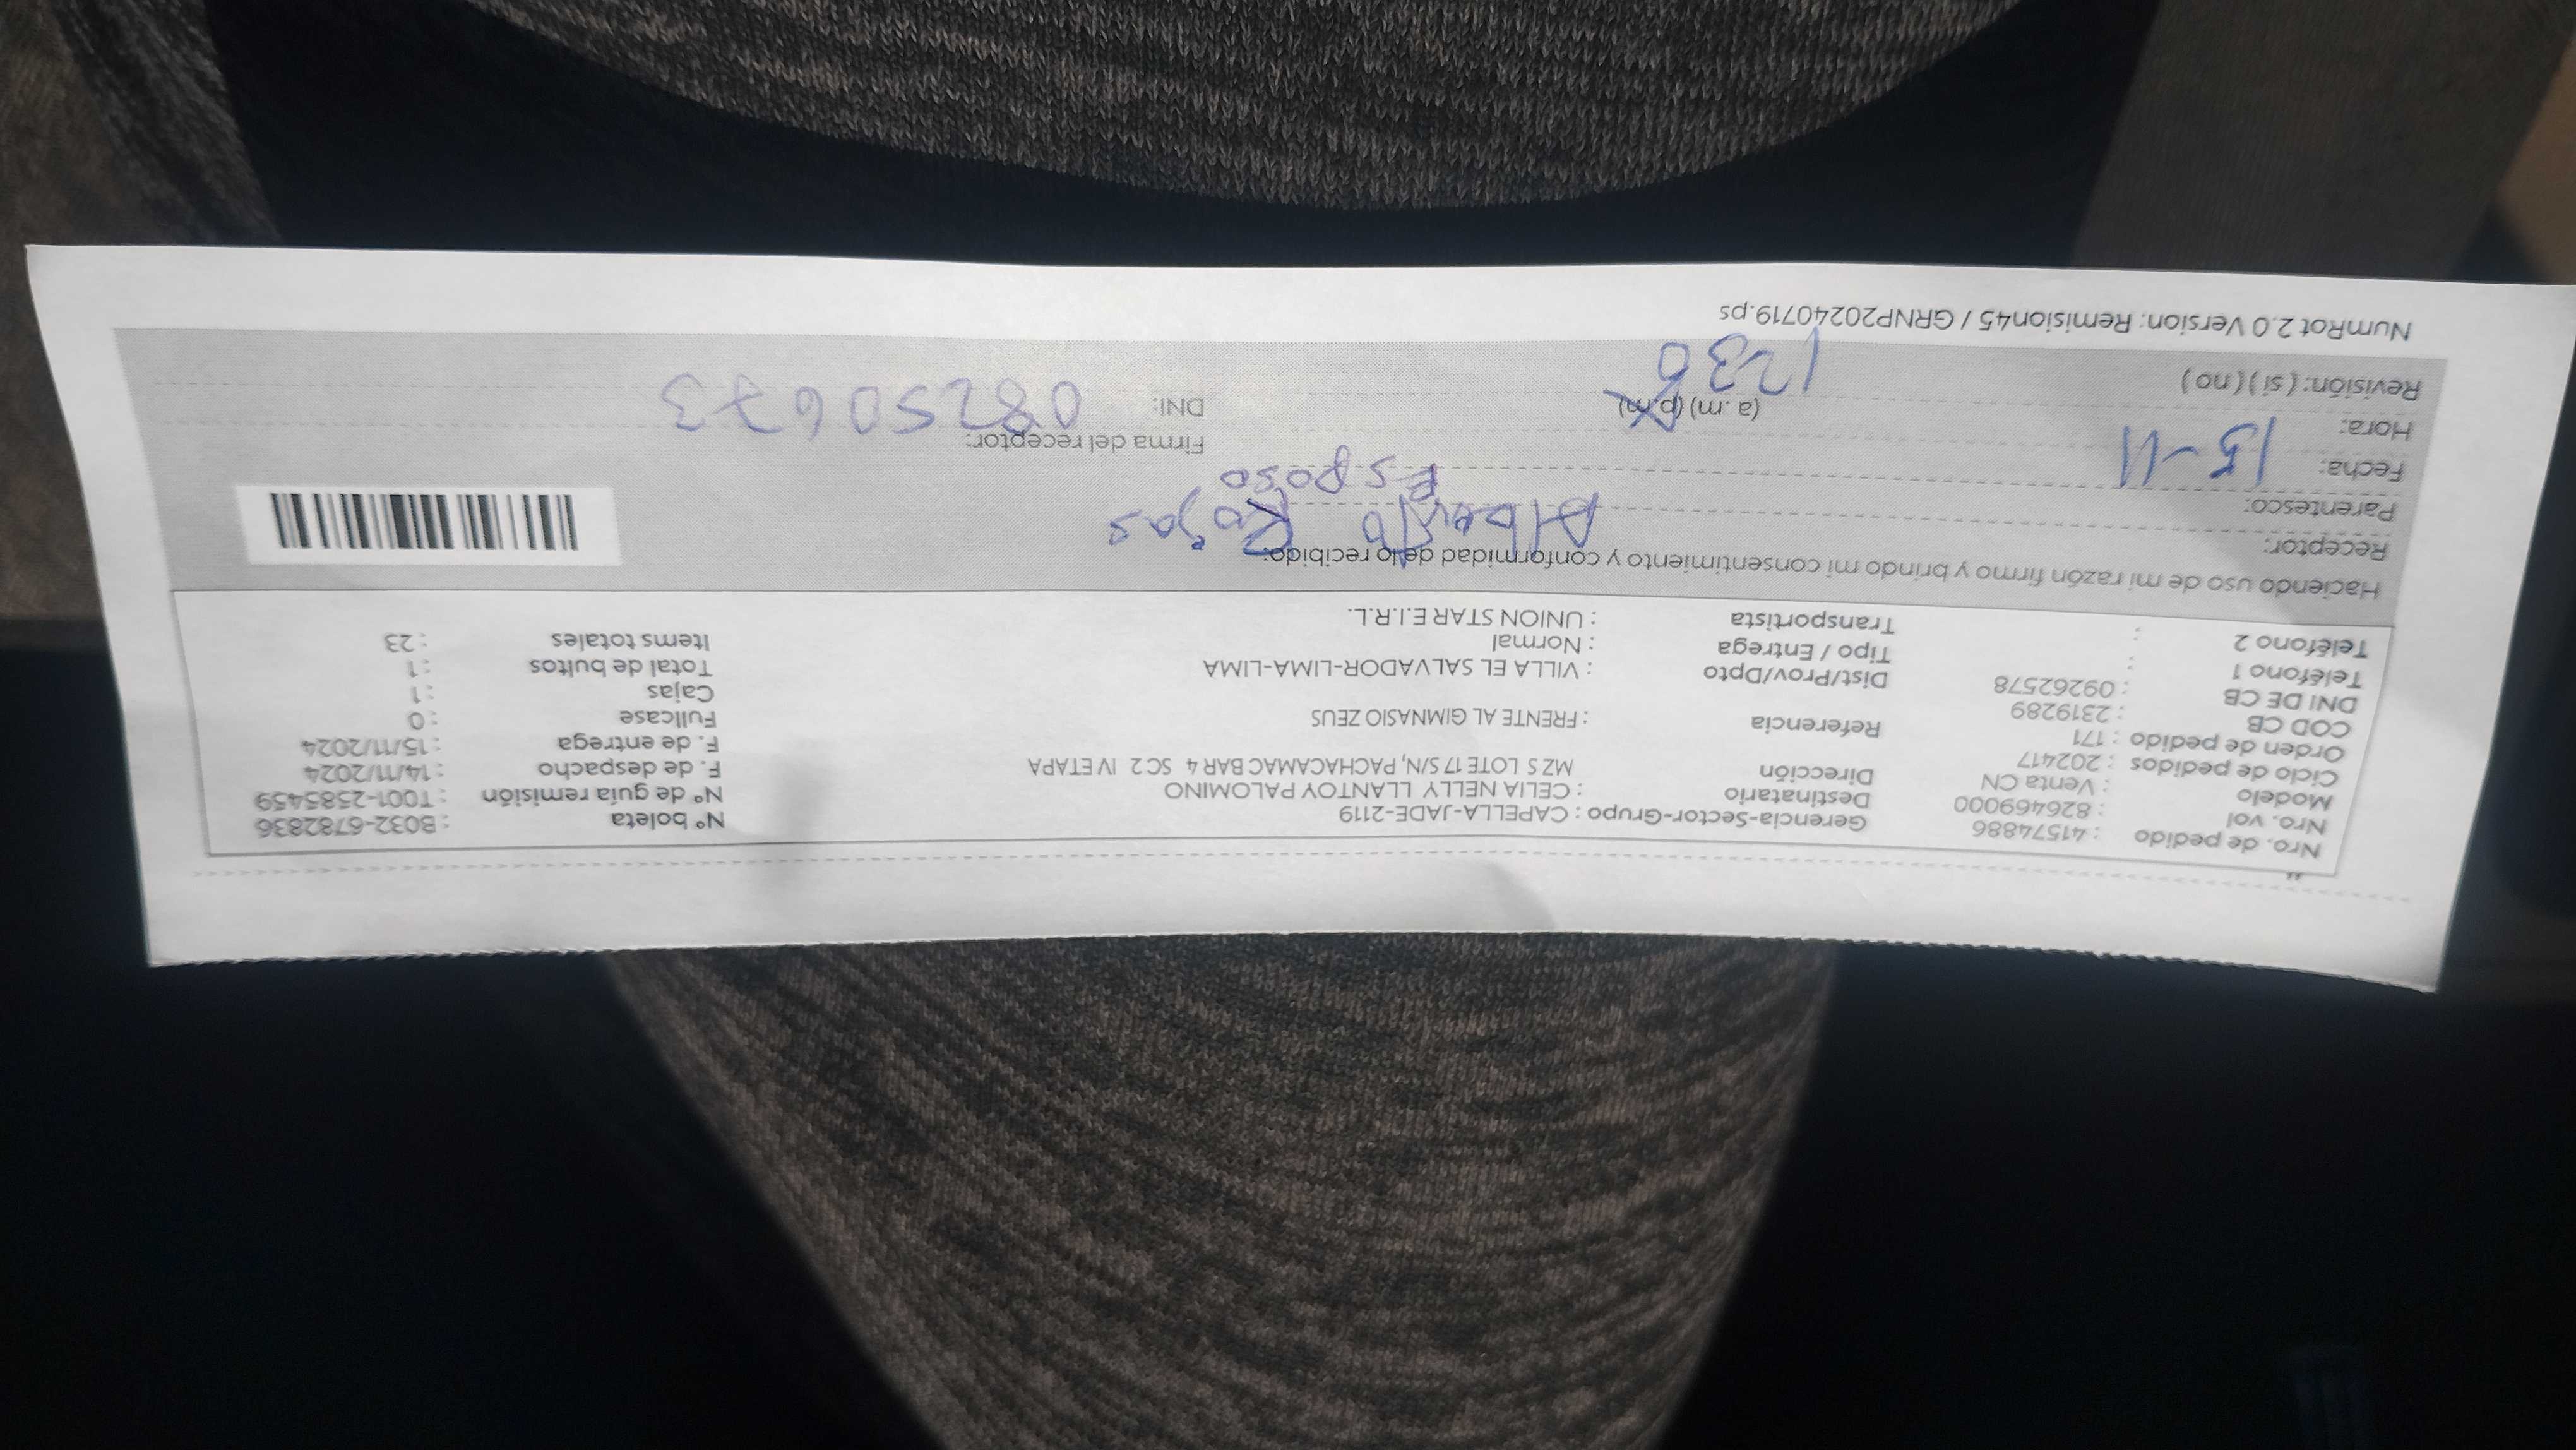 Nro. de pedido : 41574886
Nro. vol : 826469000
Modelo : Venta CN
Ciclo de pedidos : 202417
Orden de pedido : 171
COD CB : 2319289
DNI DE CB : 09262578
Teléfono 1 :
Teléfono 2 :
Gerencia-Sector-Grupo : CAPELLA-JADE-2119
Destinatario : CELIA NELLY LLANTOY PALOMINO
Dirección MZ S LOTE 17 S/N, PACHACAMAC BAR 4 SC 2 IV ETAPA
Referencia : FRENTE AL GIMNASIO ZEUS
Dist/Prov/Dpto : VILLA EL SALVADOR-LIMA-LIMA
Tipo / Entrega : Normal
Transportista : UNION STAR E.I.R.L.
N° boleta : B032-6782836
N° de guía remisión : T001-2585459
F. de despacho : 14/11/2024
F. de entrega : 15/11/2024
Fullcase : 0
Cajas : 1
Total de bultos : 1
Items totales : 23
Haciendo uso de mi razón firmo y brindo mi consentimiento y conformidad de lo recibido.
Receptor: Alberto Rojas
Parentesco: Esposo
Fecha: 15-11
Firma del receptor:
Hora: 1230 (a.m) (p.m)
DNI: 08250673
Revisión: (si) (no)
NumRot 2.0 Version: Remision45 / GRNP20240719.ps